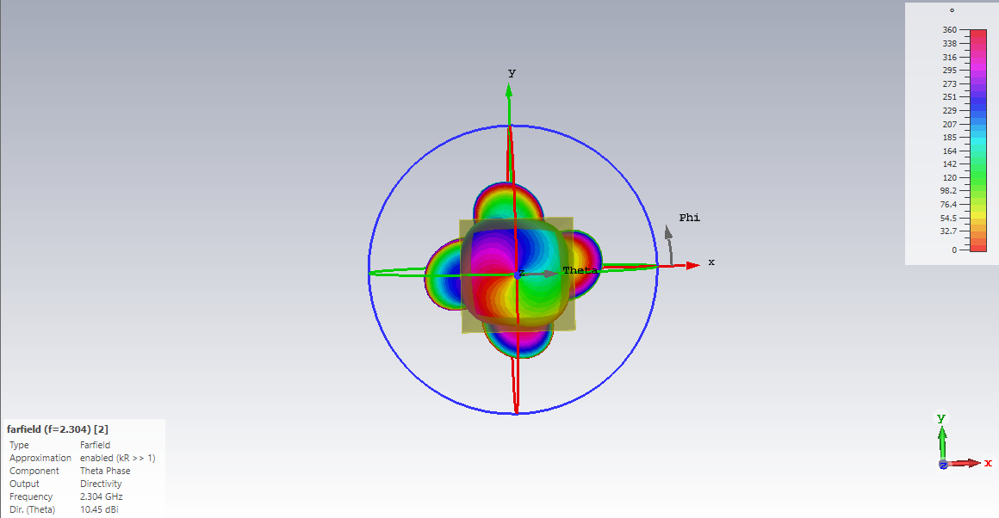 °
360
338
316
295
273
251
229
207
185
164
142
120
98.2
76.4
54.5
32.7
0
y
Phi
x
z
Theta
farfield (f=2.304) [2]
Type Farfield
Approximation enabled (kR >> 1)
Component Theta Phase
Output Directivity
Frequency 2.304 GHz
Dir. (Theta) 10.45 dBi
y
z
x